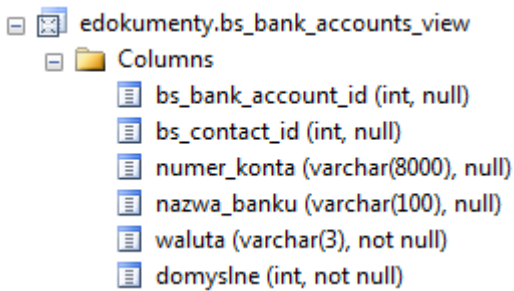 edokumenty.bs_bank_accounts_view
Columns
bs_bank_account_id (int, null)
bs_contact_id (int, null)
numer_konta (varchar(8000), null)
nazwa_banku (varchar(100), null)
waluta (varchar(3), not null)
domyslne (int, not null)